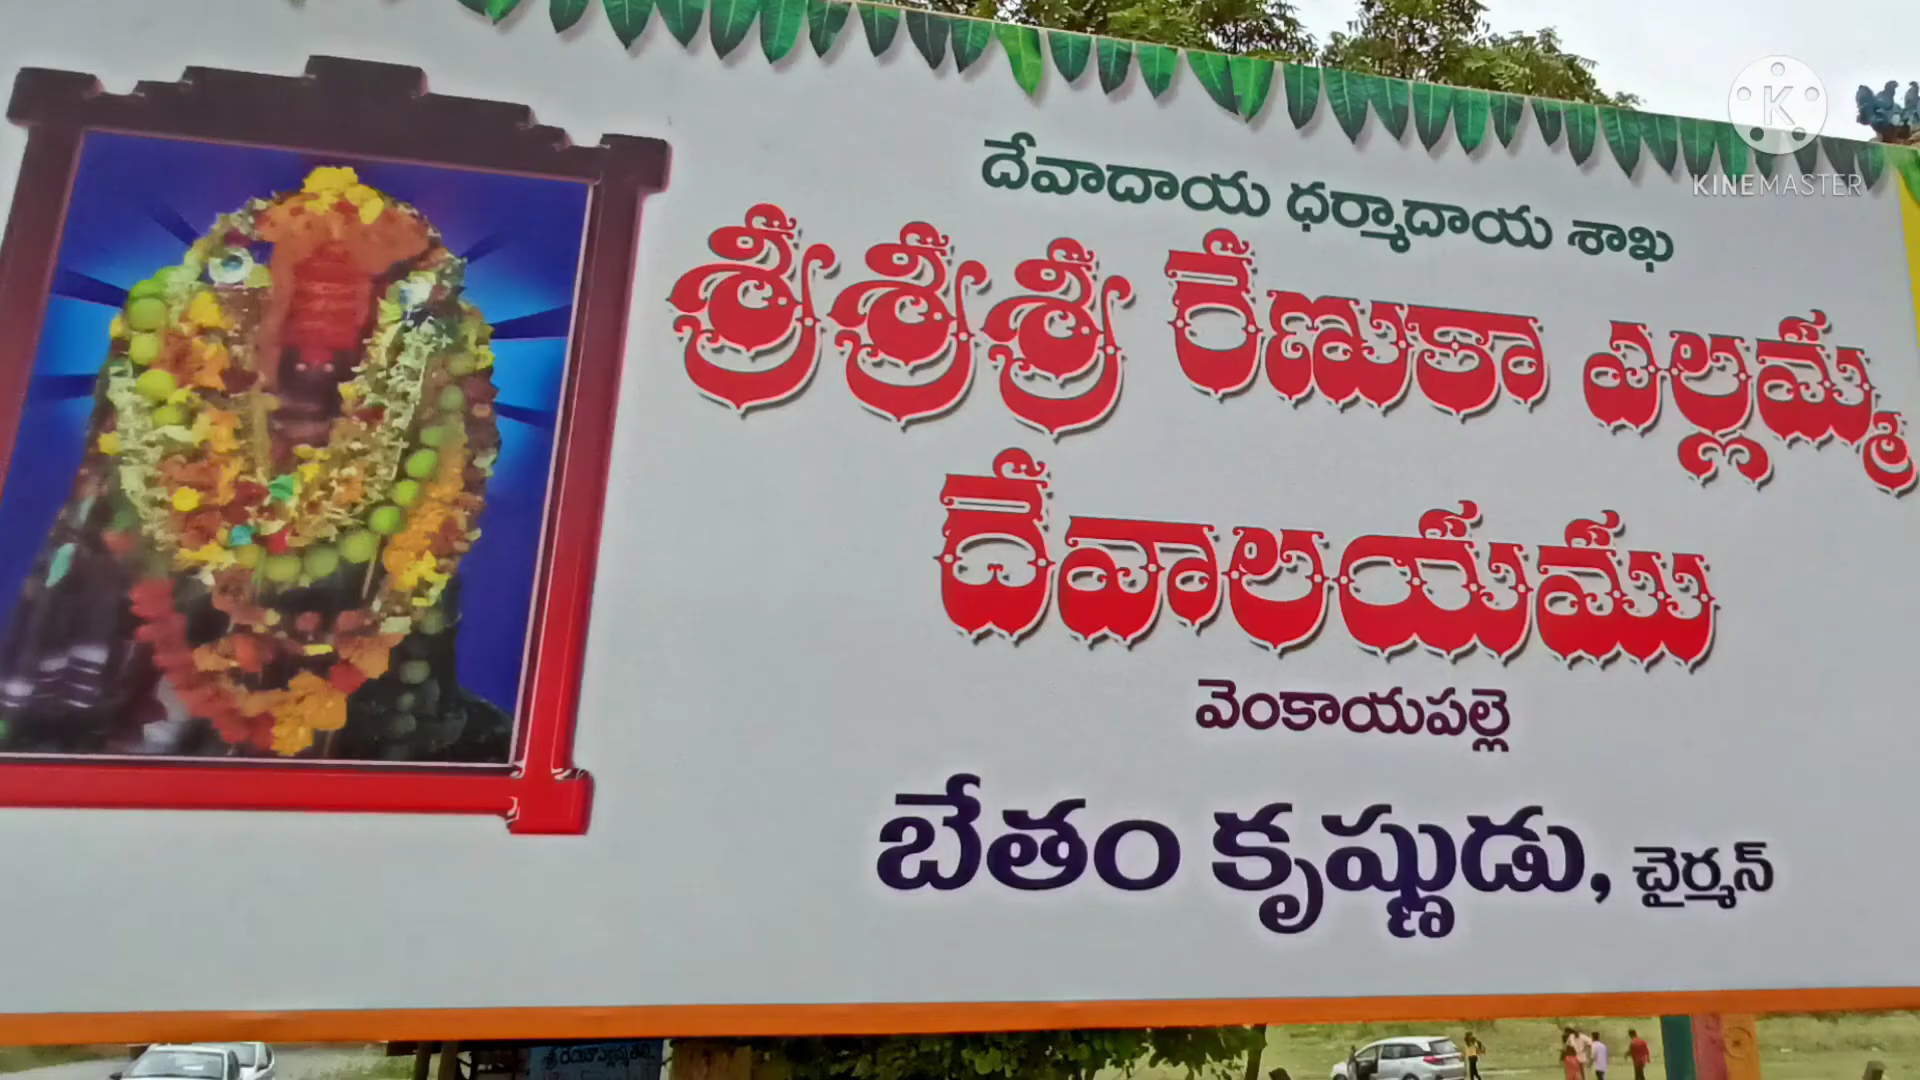 దేవాదాయ ధర్మాదాయ శాఖ
శ్రీశ్రీశ్రీ రేణుకా ఎల్లమ్మ
దేవాలయము
వెంకాయపల్లె
బేతం కృష్ణుడు, చైర్మన్
KINEMASTER